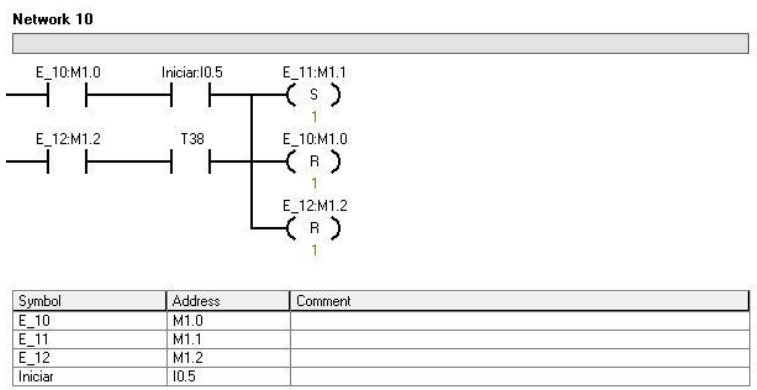 Network 10
E_10:M1.0 Iniciar:I0.5 E_11:M1.1
S
1
E_12:M1.2 T38 E_10:M1.0
R
1
E_12:M1.2
R
1
Symbol Address Comment
E_10 M1.0
E_11 M1.1
E_12 M1.2
Iniciar I0.5